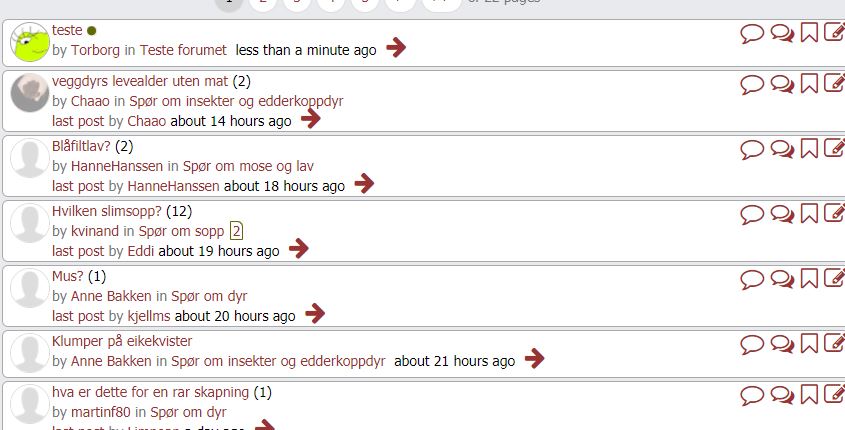 1 2 of 22 pages
teste
by Torborg in Teste forumet less than a minute ago
veggdyrs levealder uten mat (2)
by Chaao in Spør om insekter og edderkoppdyr
last post by Chaao about 14 hours ago
Blåfiltlav? (2)
by HanneHanssen in Spør om mose og lav
last post by HanneHanssen about 18 hours ago
Hvilken slimsopp? (12)
by kvinand in Spør om sopp 2
last post by Eddi about 19 hours ago
Mus? (1)
by Anne Bakken in Spør om dyr
last post by kjellms about 20 hours ago
Klumper på eikekvister
by Anne Bakken in Spør om insekter og edderkoppdyr about 21 hours ago
hva er dette for en rar skapning (1)
by martinf80 in Spør om dyr
last post by Limpcan a day ago